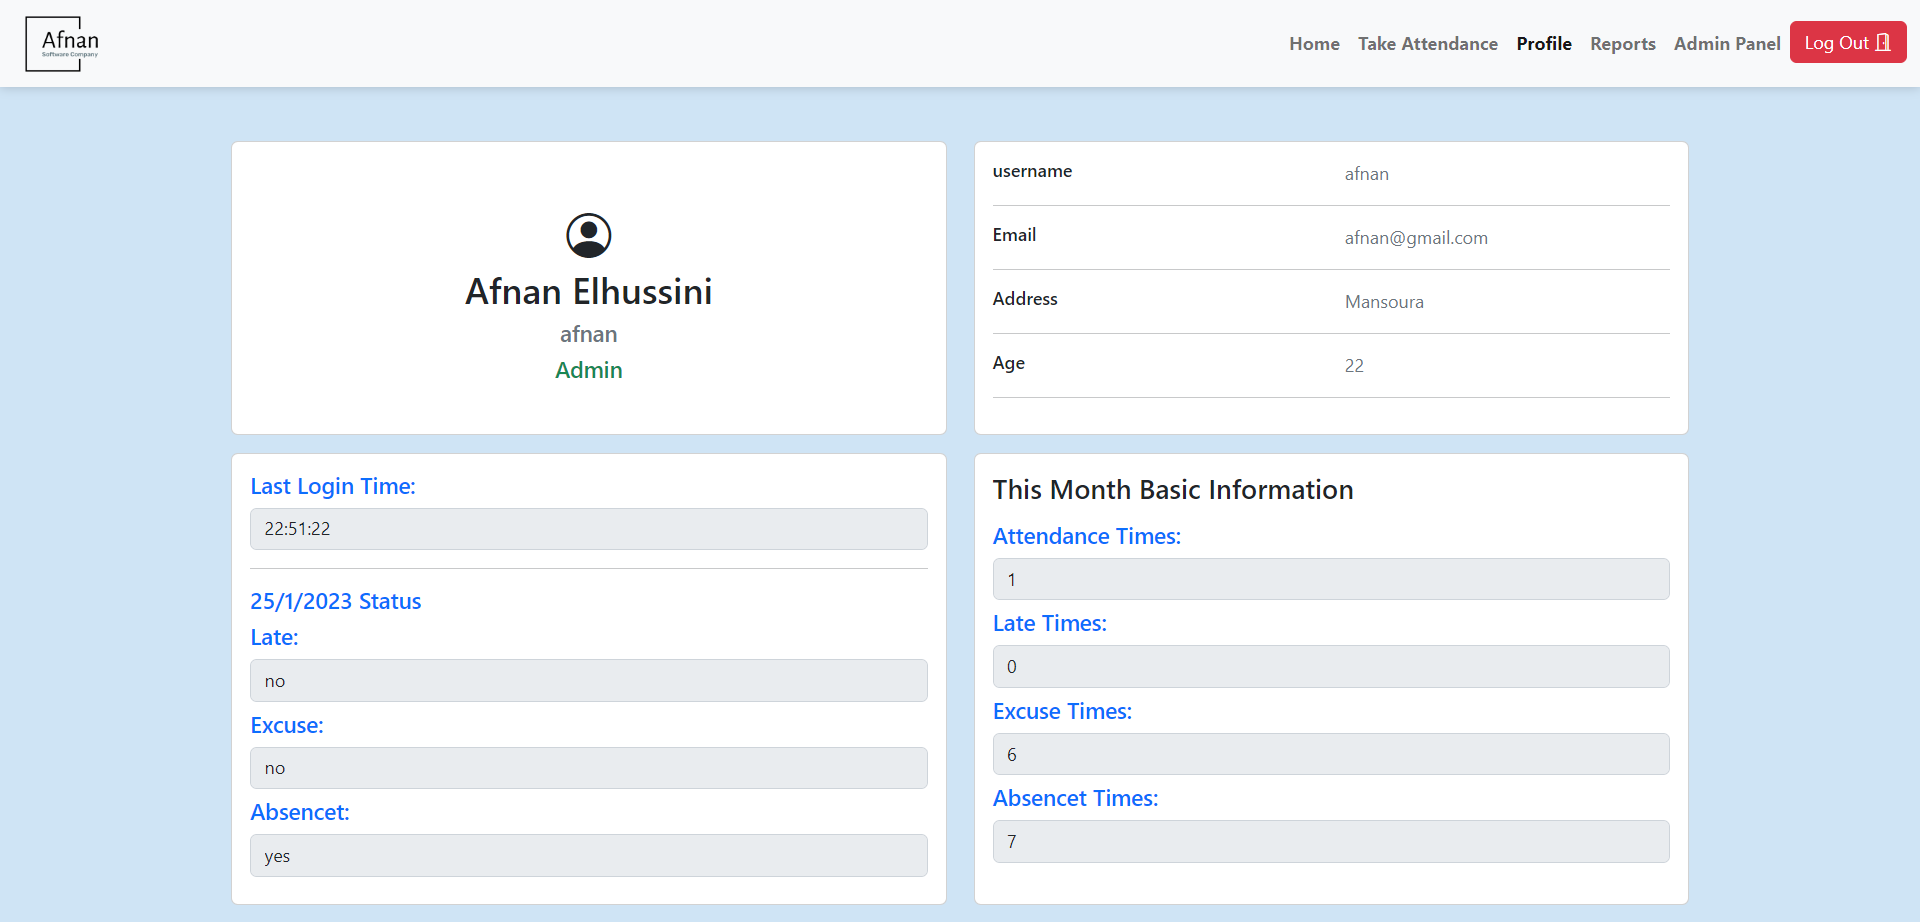 Afnan
Software Company
Home Take Attendance Profile Reports Admin Panel Log Out
Afnan Elhussini
afnan
Admin
username afnan
Email afnan@gmail.com
Address Mansoura
Age 22
Last Login Time:
22:51:22
25/1/2023 Status
Late:
no
Excuse:
no
Absencet:
yes
This Month Basic Information
Attendance Times:
1
Late Times:
0
Excuse Times:
6
Absencet Times:
7